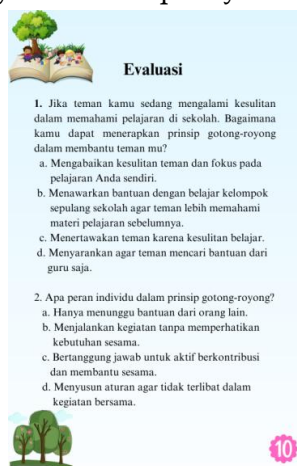 Evaluasi
1. Jika teman kamu sedang mengalami kesulitan
dalam memahami pelajaran di sekolah. Bagaimana
kamu dapat menerapkan prinsip gotong-royong
dalam membantu teman mu?
a. Mengabaikan kesulitan teman dan fokus pada
pelajaran Anda sendiri.
b. Menawarkan bantuan dengan belajar kelompok
sepulang sekolah agar teman lebih memahami
materi pelajaran sebelumnya.
c. Menertawakan teman karena kesulitan belajar.
d. Menyarankan agar teman mencari bantuan dari
guru saja.
2. Apa peran individu dalam prinsip gotong-royong?
a. Hanya menunggu bantuan dari orang lain.
b. Menjalankan kegiatan tanpa memperhatikan
kebutuhan sesama.
c. Bertanggung jawab untuk aktif berkontribusi
dan membantu sesama.
d. Menyusun aturan agar tidak terlibat dalam
kegiatan bersama.
10